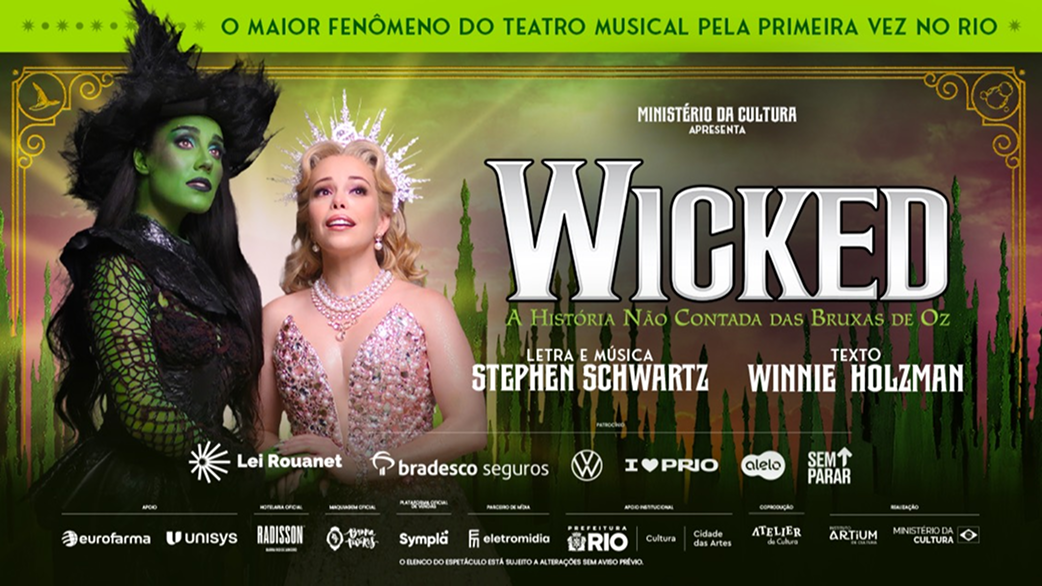 O MAIOR FENÔMENO DO TEATRO MUSICAL PELA PRIMEIRA VEZ NO RIO
MINISTÉRIO DA CULTURA
APRESENTA
WICKED
A HISTÓRIA NÃO CONTADA DAS BRUXAS DE OZ
LETRA E MÚSICA
STEPHEN SCHWARTZ
TEXTO
WINNIE HOLZMAN
PATROCÍNIO
Lei Rouanet
bradesco seguros
I PRIO
alelo
SEM PARAR
APOIO
eurofarma
UNISYS
HOTELARIA OFICIAL
RADISSON
MAQUIAGEM OFICIAL
PLATAFORMA OFICIAL DE VENDAS
Sympla
PARCEIRO DE MÍDIA
eletromidia
APOIO INSTITUCIONAL
PREFEITURA
RIO
Cultura
Cidade das Artes
COPRODUÇÃO
ATELIER
de Cultura
REALIZAÇÃO
INSTITUTO
ARTIUM
DE CULTURA
MINISTÉRIO DA CULTURA
O ELENCO DO ESPETÁCULO ESTÁ SUJEITO A ALTERAÇÕES SEM AVISO PRÉVIO.